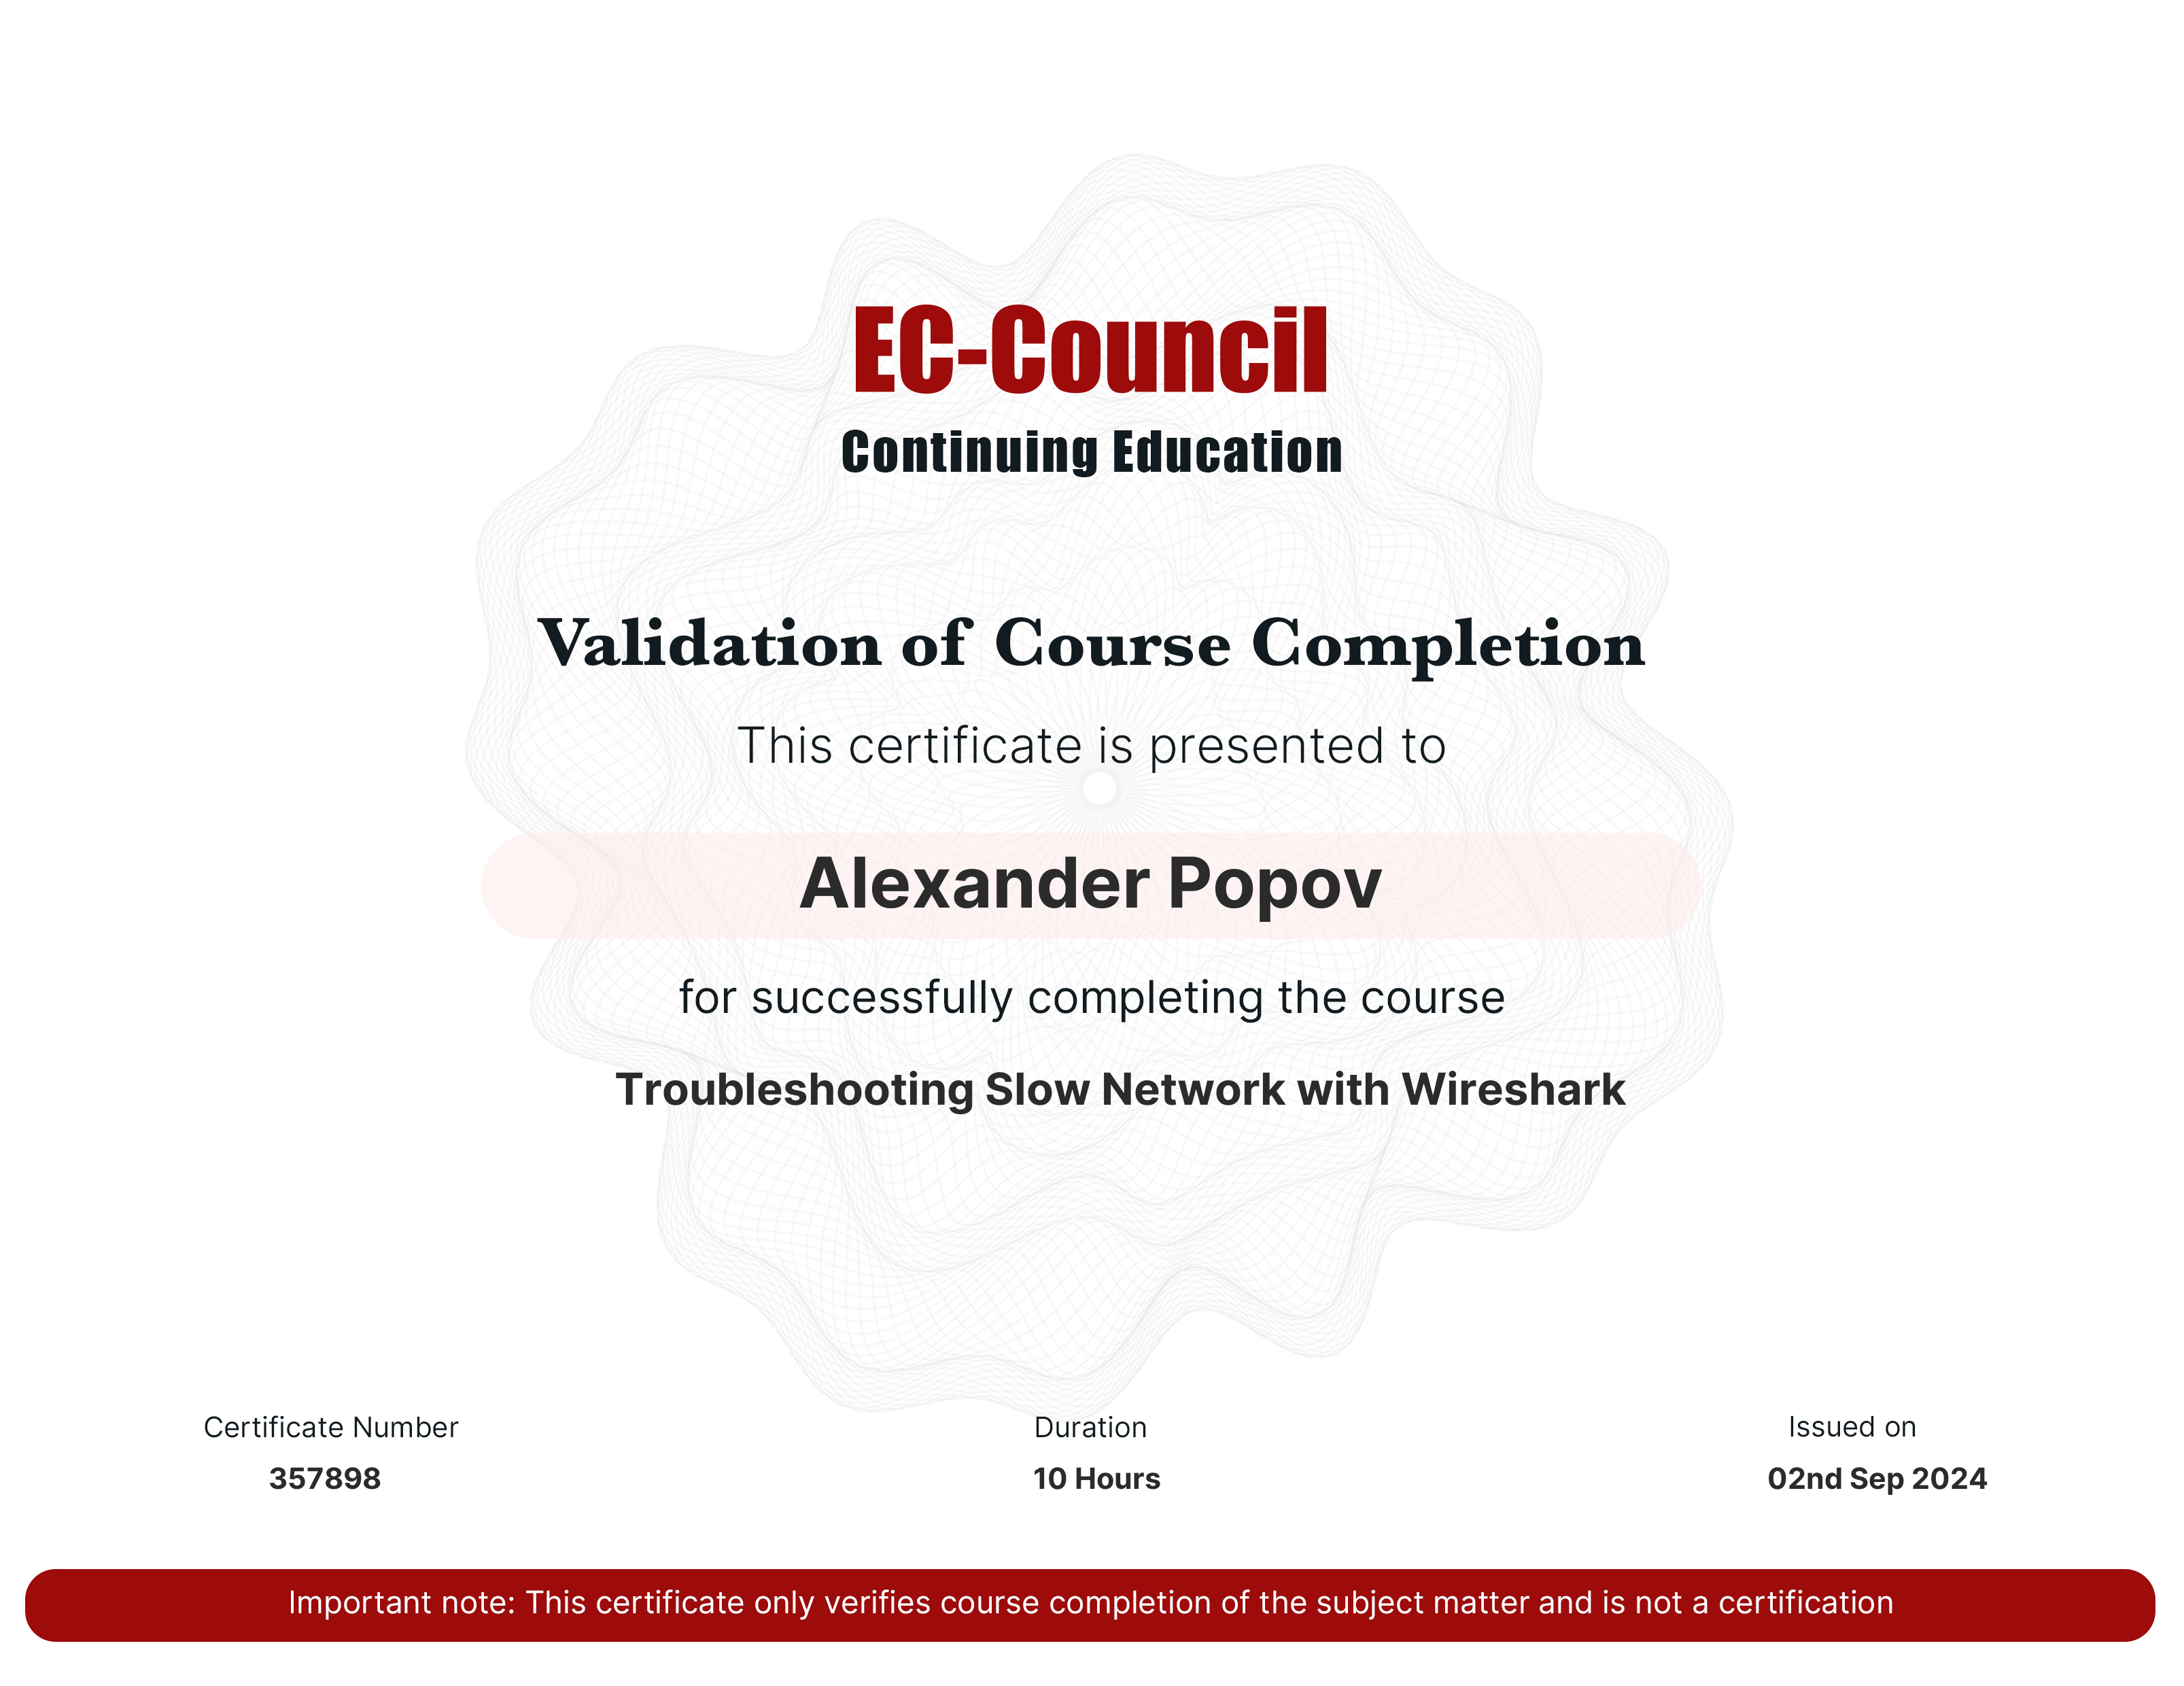 EC-Council
Continuing Education
Validation of Course Completion
This certificate is presented to
Alexander Popov
for successfully completing the course
Troubleshooting Slow Network with Wireshark
Certificate Number
357898
Duration
10 Hours
Issued on
02nd Sep 2024
Important note: This certificate only verifies course completion of the subject matter and is not a certification